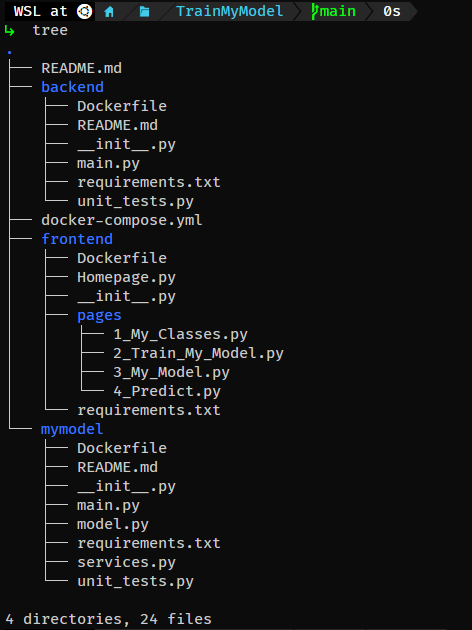 WSL at TrainMyModel main 0s
tree
.
├── README.md
├── backend
│   ├── Dockerfile
│   ├── README.md
│   ├── __init__.py
│   ├── main.py
│   ├── requirements.txt
│   └── unit_tests.py
├── docker-compose.yml
├── frontend
│   ├── Dockerfile
│   ├── Homepage.py
│   ├── __init__.py
│   ├── pages
│   │   ├── 1_My_Classes.py
│   │   ├── 2_Train_My_Model.py
│   │   ├── 3_My_Model.py
│   │   └── 4_Predict.py
│   └── requirements.txt
└── mymodel
    ├── Dockerfile
    ├── README.md
    ├── __init__.py
    ├── main.py
    ├── model.py
    ├── requirements.txt
    ├── services.py
    └── unit_tests.py
4 directories, 24 files